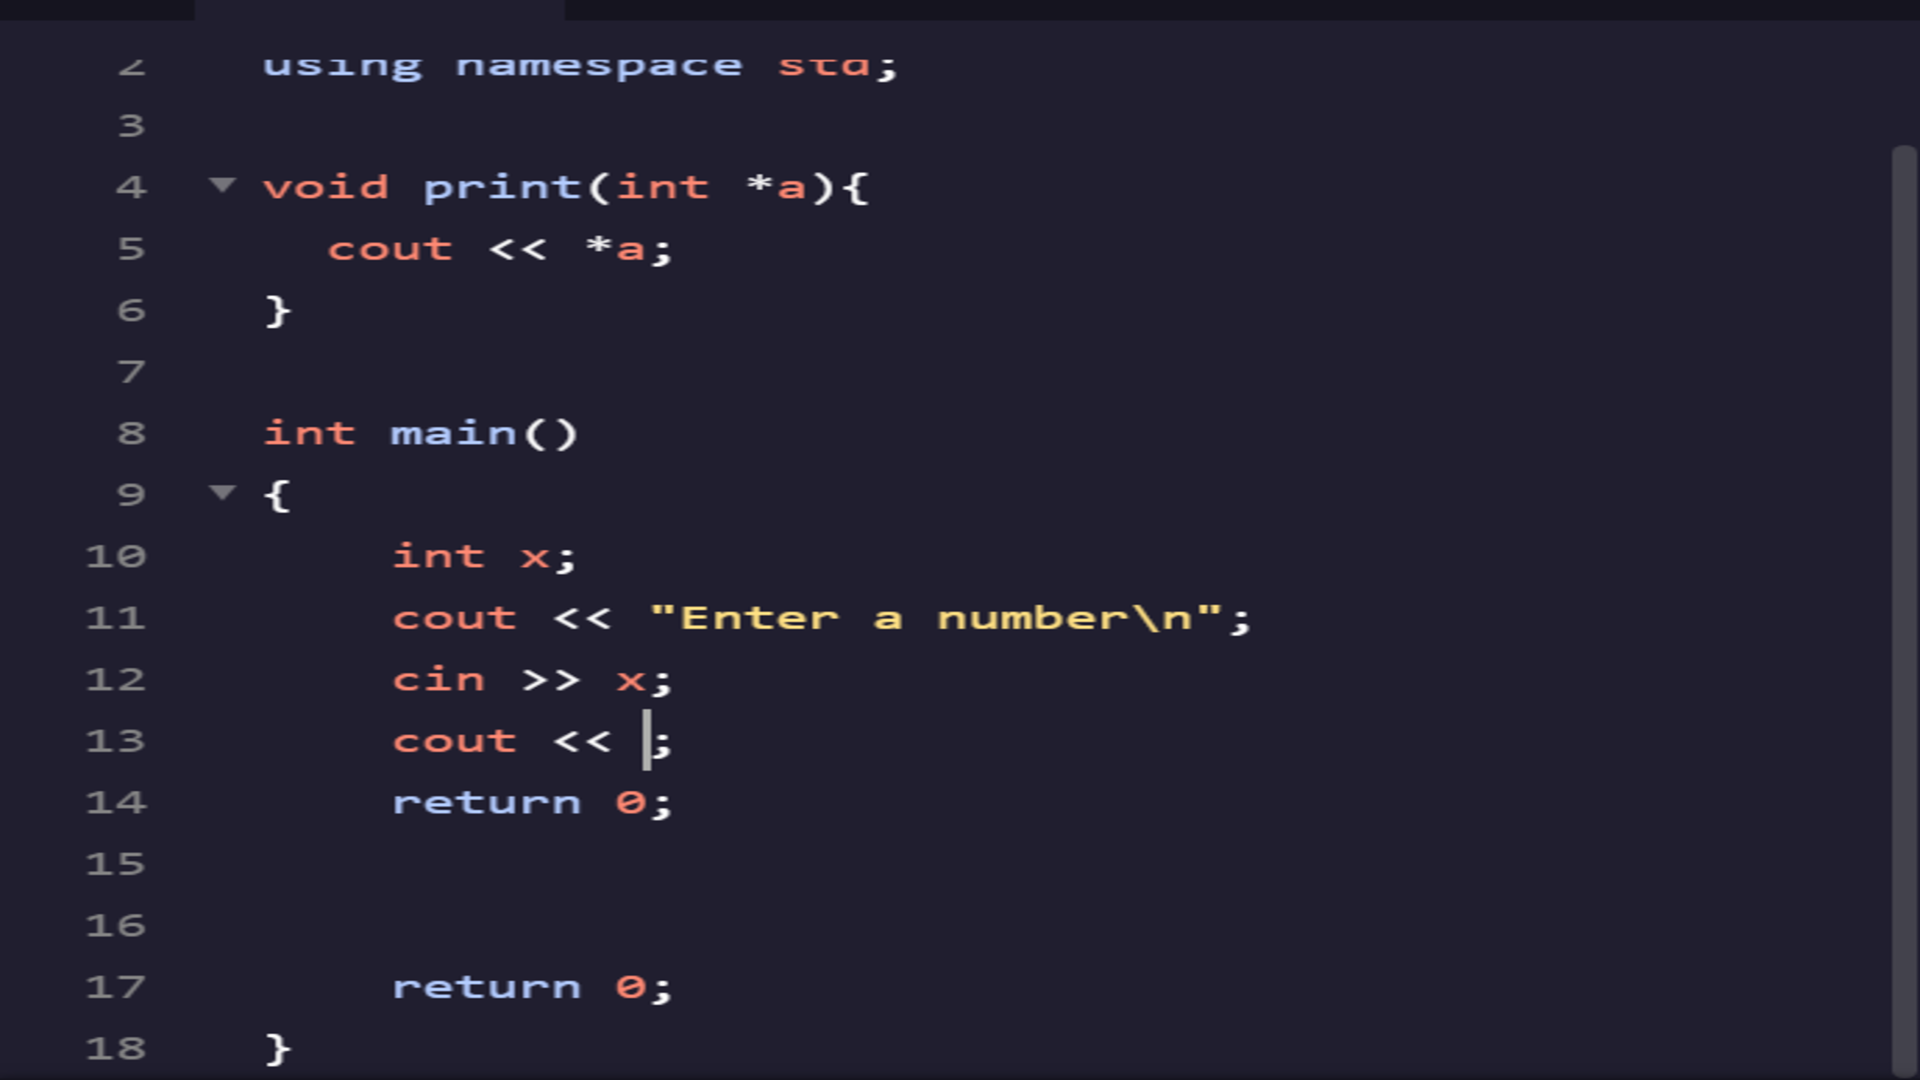 2 using namespace std;
3
4 void print(int *a){
5 cout << *a;
6 }
7
8 int main()
9 {
10 int x;
11 cout << "Enter a number\n";
12 cin >> x;
13 cout << ;
14 return 0;
15
16
17 return 0;
18 }